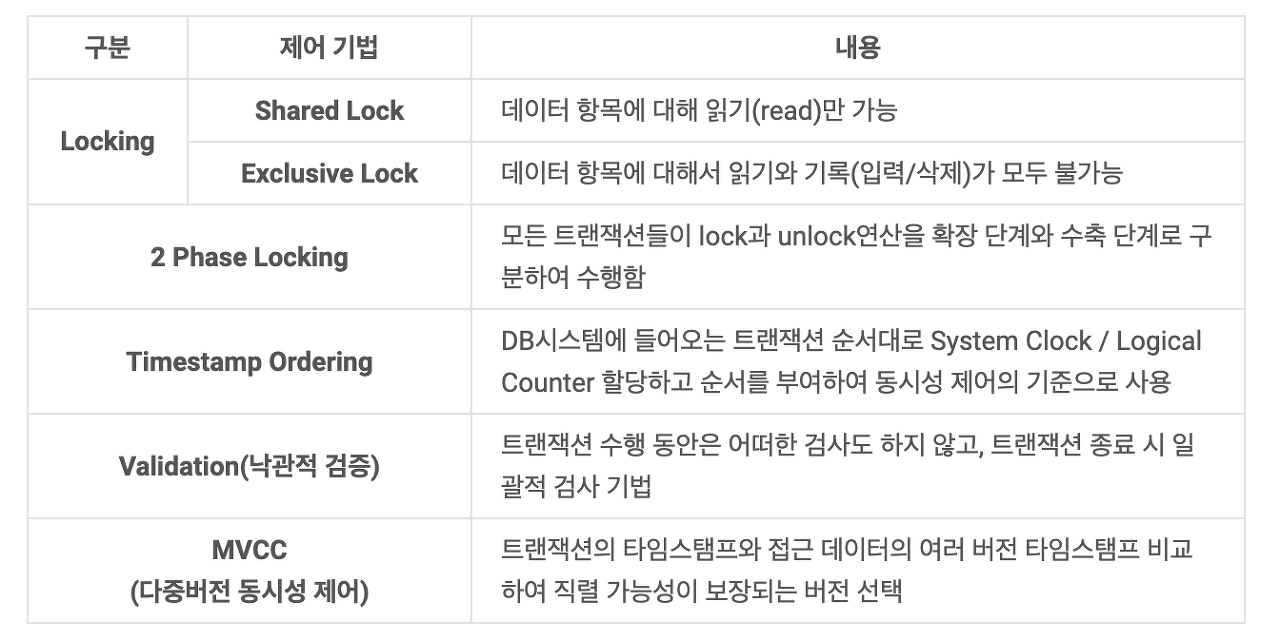 구분 제어 기법 내용
Locking
Shared Lock 데이터 항목에 대해 읽기(read)만 가능
Exclusive Lock 데이터 항목에 대해서 읽기와 기록(입력/삭제)가 모두 불가능
2 Phase Locking
모든 트랜잭션들이 lock과 unlock연산을 확장 단계와 수축 단계로 구
분하여 수행함
Timestamp Ordering
DB시스템에 들어오는 트랜잭션 순서대로 System Clock / Logical
Counter 할당하고 순서를 부여하여 동시성 제어의 기준으로 사용
Validation(낙관적 검증)
트랜잭션 수행 동안은 어떠한 검사도 하지 않고, 트랜잭션 종료 시 일
괄적 검사 기법
MVCC
(다중버전 동시성 제어)
트랜잭션의 타임스탬프와 접근 데이터의 여러 버전 타임스탬프 비교
하여 직렬 가능성이 보장되는 버전 선택